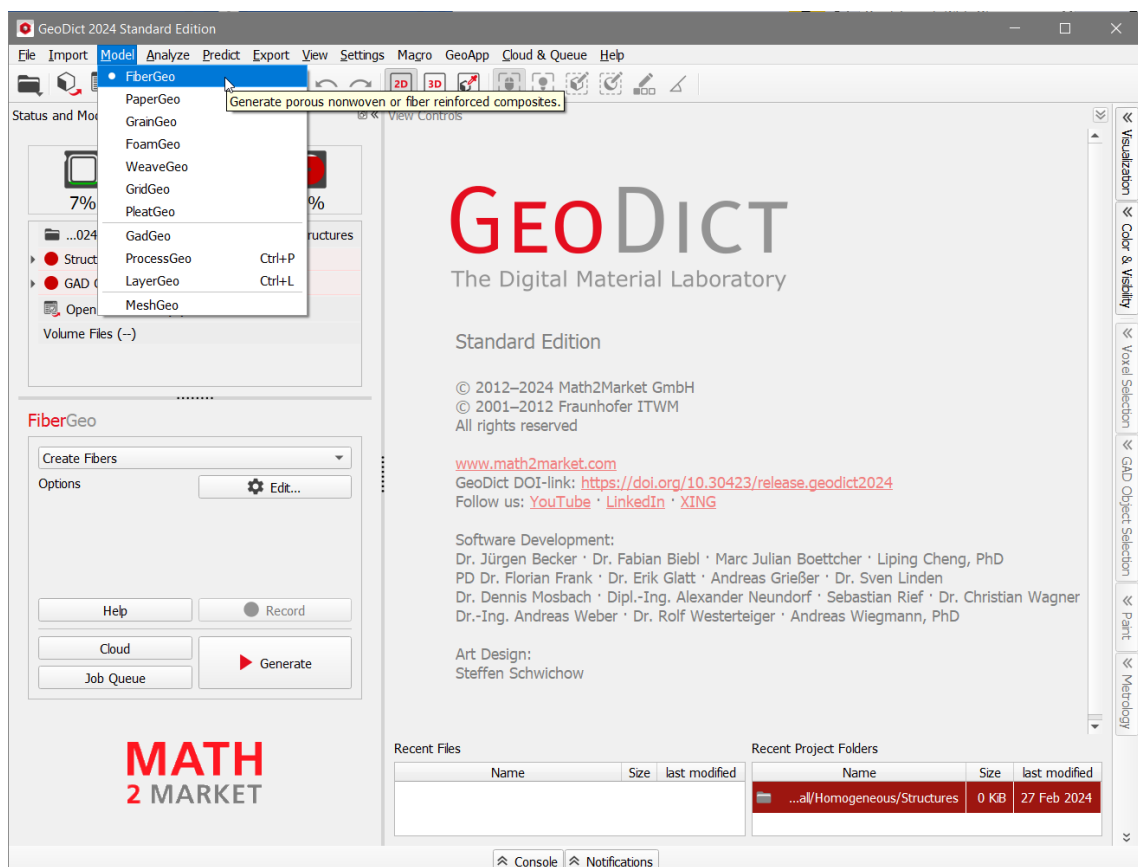 GeoDict 2024 Standard Edition
File Import Model Analyze Predict Export View Settings Macro GeoApp Cloud & Queue Help
FiberGeo
PaperGeo
GrainGeo
FoamGeo
WeaveGeo
GridGeo
PleatGeo
GadGeo
ProcessGeo Ctrl+P
LayerGeo Ctrl+L
MeshGeo
Generate porous nonwoven or fiber reinforced composites.
2D 3D
Status and Mod
View Controls
7% %
...024 ructures
Struct
GAD
Open
Volume Files (--)
FiberGeo
Create Fibers
Options Edit...
Help Record
Cloud
Generate
Job Queue
MATH
2 MARKET
GEODICT
The Digital Material Laboratory
Standard Edition
© 2012–2024 Math2Market GmbH
© 2001–2012 Fraunhofer ITWM
All rights reserved
www.math2market.com
GeoDict DOI-link: https://doi.org/10.30423/release.geodict2024
Follow us: YouTube · LinkedIn · XING
Software Development:
Dr. Jürgen Becker · Dr. Fabian Biebl · Marc Julian Boettcher · Liping Cheng, PhD
PD Dr. Florian Frank · Dr. Erik Glatt · Andreas Grießer · Dr. Sven Linden
Dr. Dennis Mosbach · Dipl.-Ing. Alexander Neundorf · Sebastian Rief · Dr. Christian Wagner
Dr.-Ing. Andreas Weber · Dr. Rolf Westerteiger · Andreas Wiegmann, PhD
Art Design:
Steffen Schwichow
Recent Files
Name Size last modified
Recent Project Folders
Name Size last modified
...all/Homogeneous/Structures 0 KiB 27 Feb 2024
Visualization
Color & Visibility
Voxel Selection
GAD Object Selection
Paint
Metrology
Console Notifications